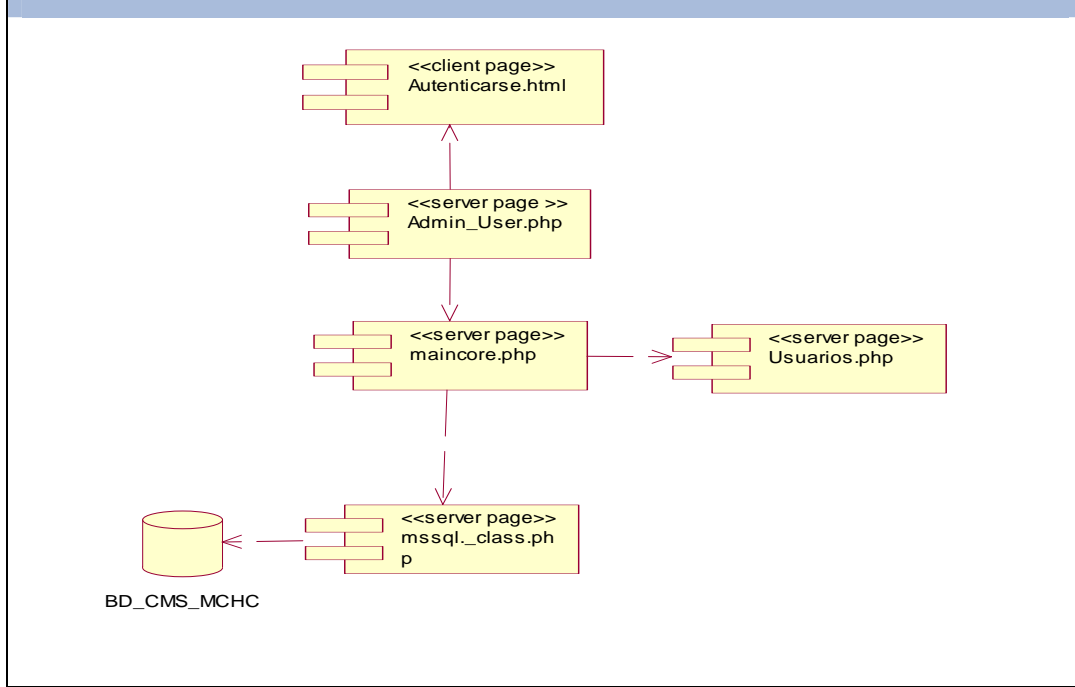 <<client page>>
Autenticarse.html
<<server page >>
Admin_User.php
<<server page>>
maincore.php
<<server page>>
Usuarios.php
<<server page>>
mssql._class.ph
p
BD_CMS_MCHC